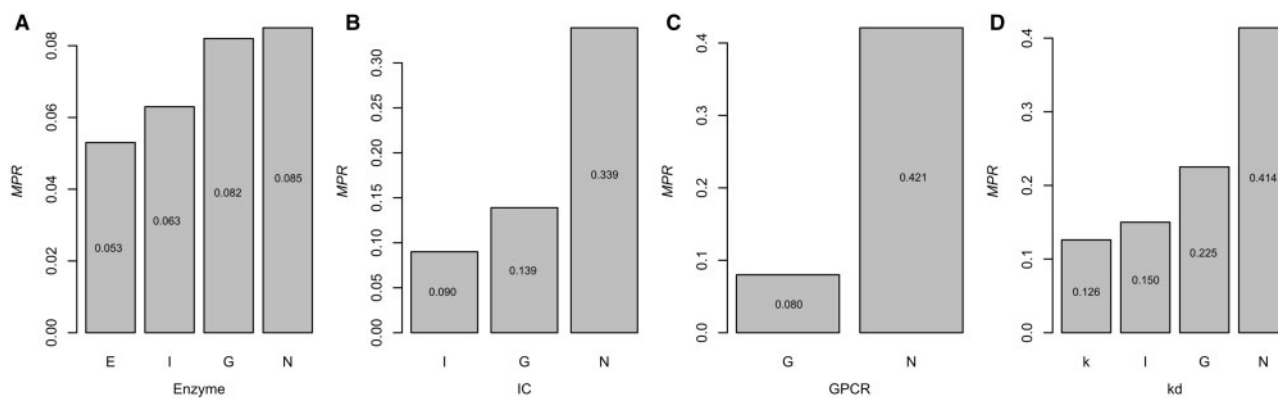 A
MPR
0.00
0.02
0.04
0.06
0.08
0.053
0.063
0.082
0.085
E I G N
Enzyme
B
MPR
0.00
0.05
0.10
0.15
0.20
0.25
0.30
0.090
0.139
0.339
I G N
IC
C
MPR
0.0
0.1
0.2
0.3
0.4
0.080
0.421
G N
GPCR
D
MPR
0.0
0.1
0.2
0.3
0.4
0.126
0.150
0.225
0.414
k I G N
kd